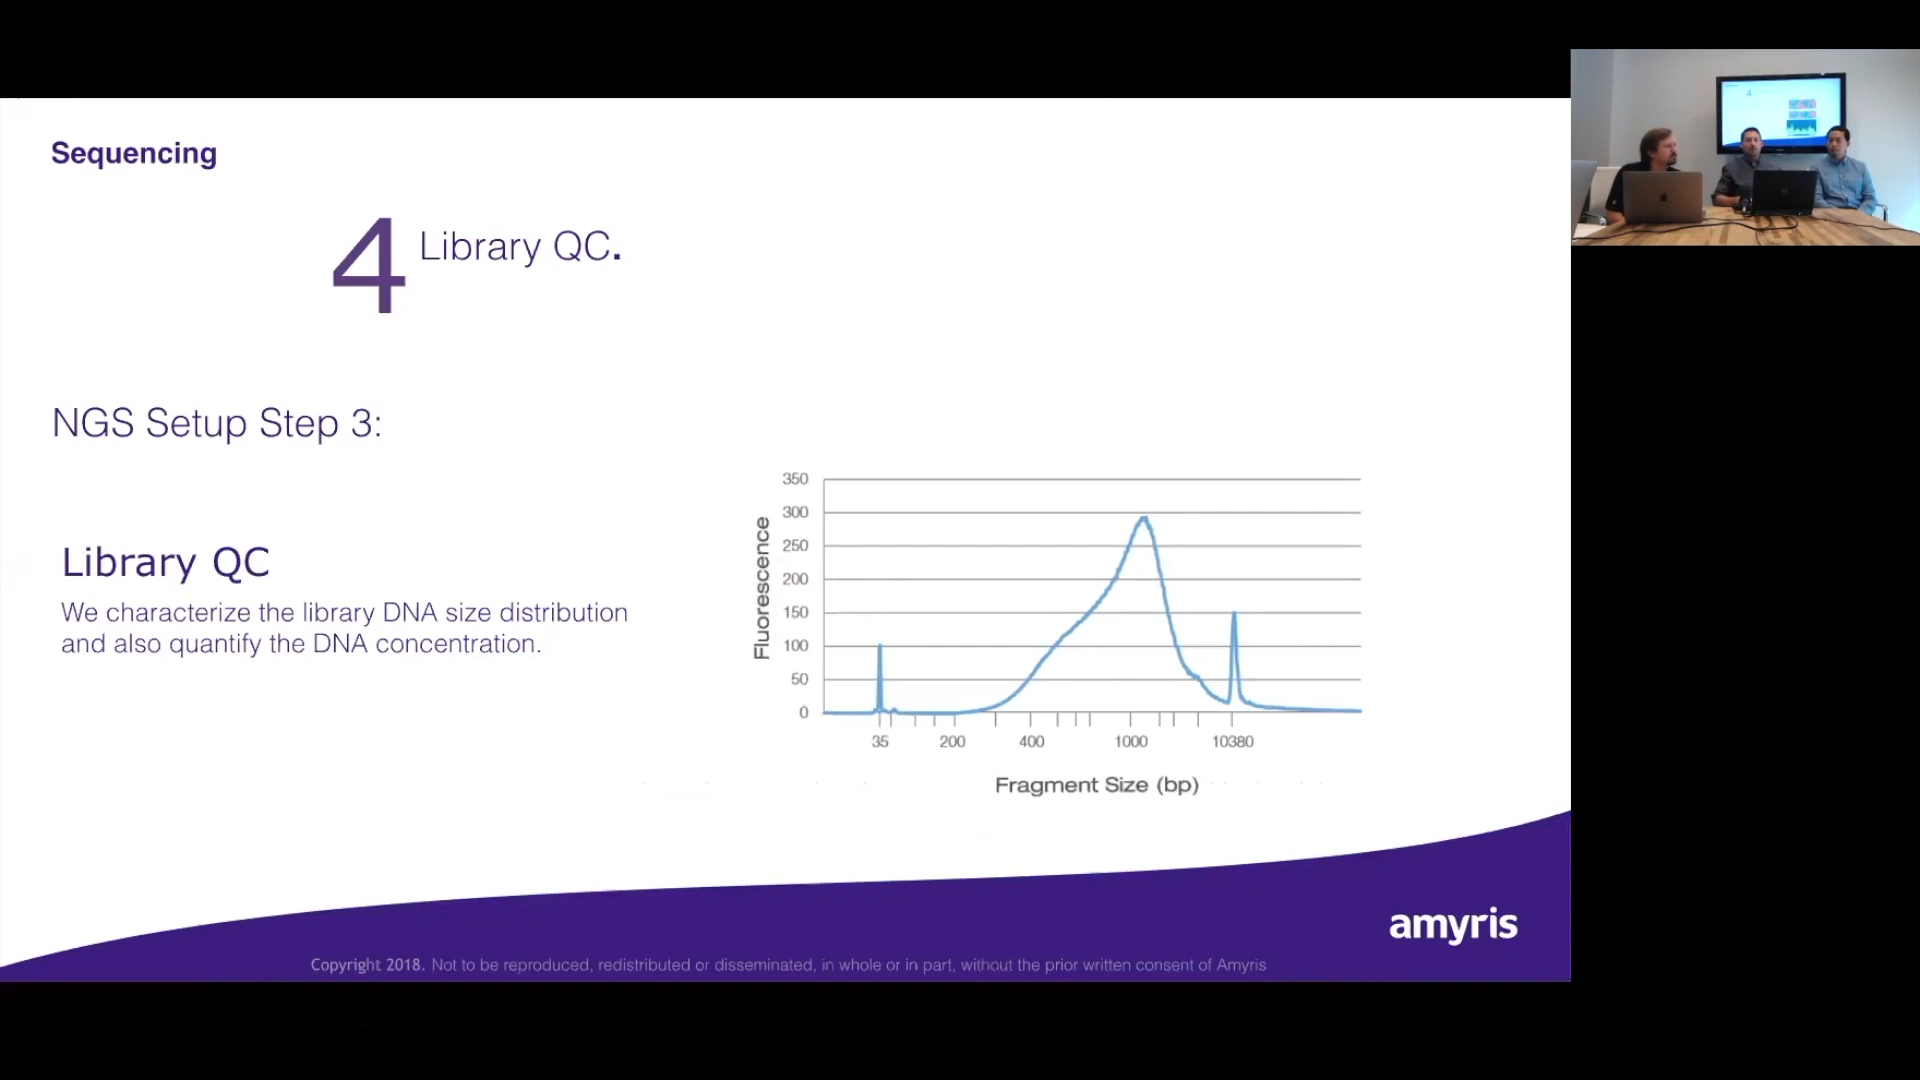 Sequencing
4 Library QC.
NGS Setup Step 3:
Library QC
We characterize the library DNA size distribution
and also quantify the DNA concentration.
Fluorescence
350
300
250
200
150
100
50
0
35 200 400 1000 10380
Fragment Size (bp)
amyris
Copyright 2018. Not to be reproduced, redistributed or disseminated, in whole or in part, without the prior written consent of Amyris
4